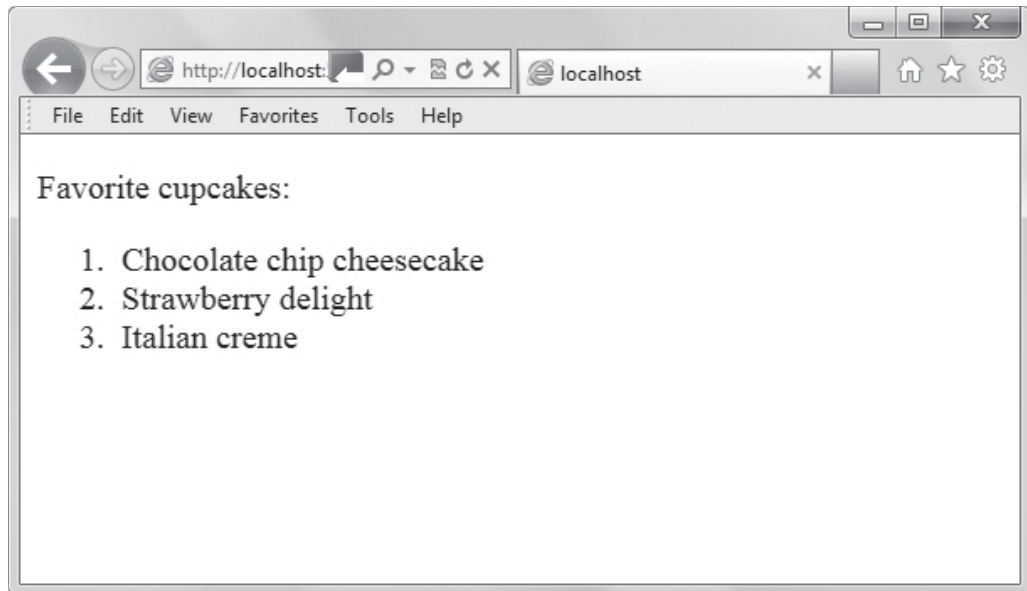 http://localhost:
localhost
File Edit View Favorites Tools Help
Favorite cupcakes:
1. Chocolate chip cheesecake
2. Strawberry delight
3. Italian creme